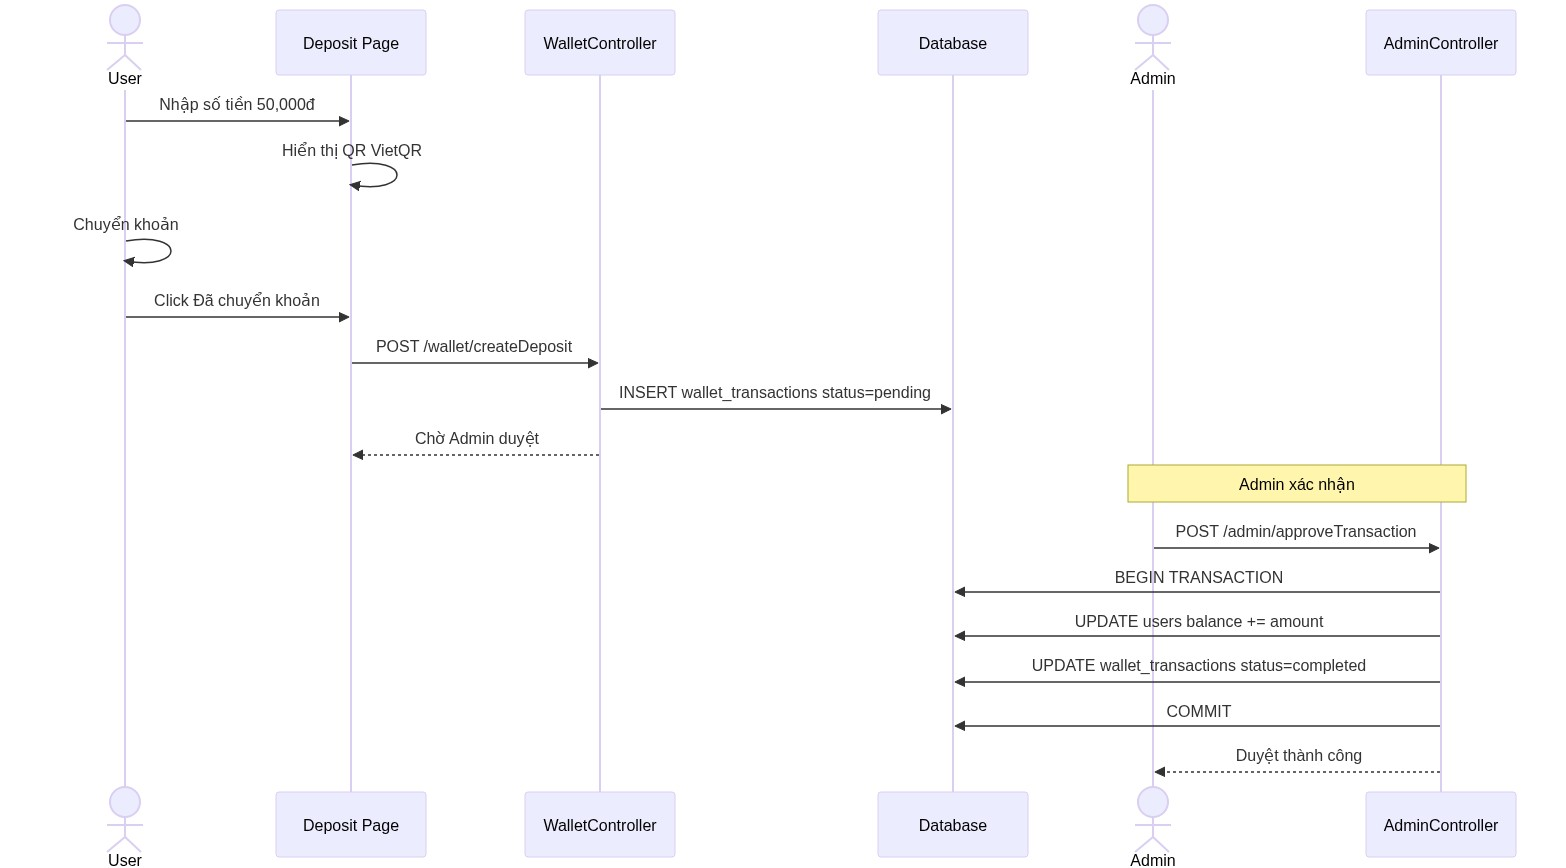 User
Deposit Page
WalletController
Database
Admin
AdminController
Nhập số tiền 50,000đ
Hiển thị QR VietQR
Chuyển khoản
Click Đã chuyển khoản
POST /wallet/createDeposit
INSERT wallet_transactions status=pending
Chờ Admin duyệt
Admin xác nhận
POST /admin/approveTransaction
BEGIN TRANSACTION
UPDATE users balance += amount
UPDATE wallet_transactions status=completed
COMMIT
Duyệt thành công
User
Deposit Page
WalletController
Database
Admin
AdminController